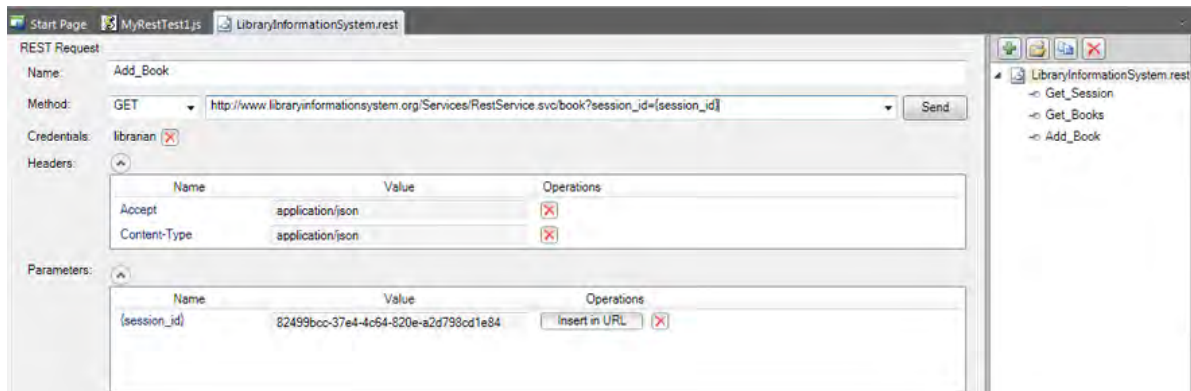 Start Page MyRestTest1.js LibraryInformationSystem.rest
REST Request
Name: Add_Book
Method: GET http://www.libraryinformationsystem.org/Services/RestService.svc/book?session_id={session_id} Send
Credentials: librarian
Headers:
Name Value Operations
Accept application/json
Content-Type application/json
Parameters:
Name Value Operations
{session_id} 82499bcc-37e4-4c64-820e-a2d798cd1e84 Insert in URL
LibraryInformationSystem.rest
Get_Session
Get_Books
Add_Book